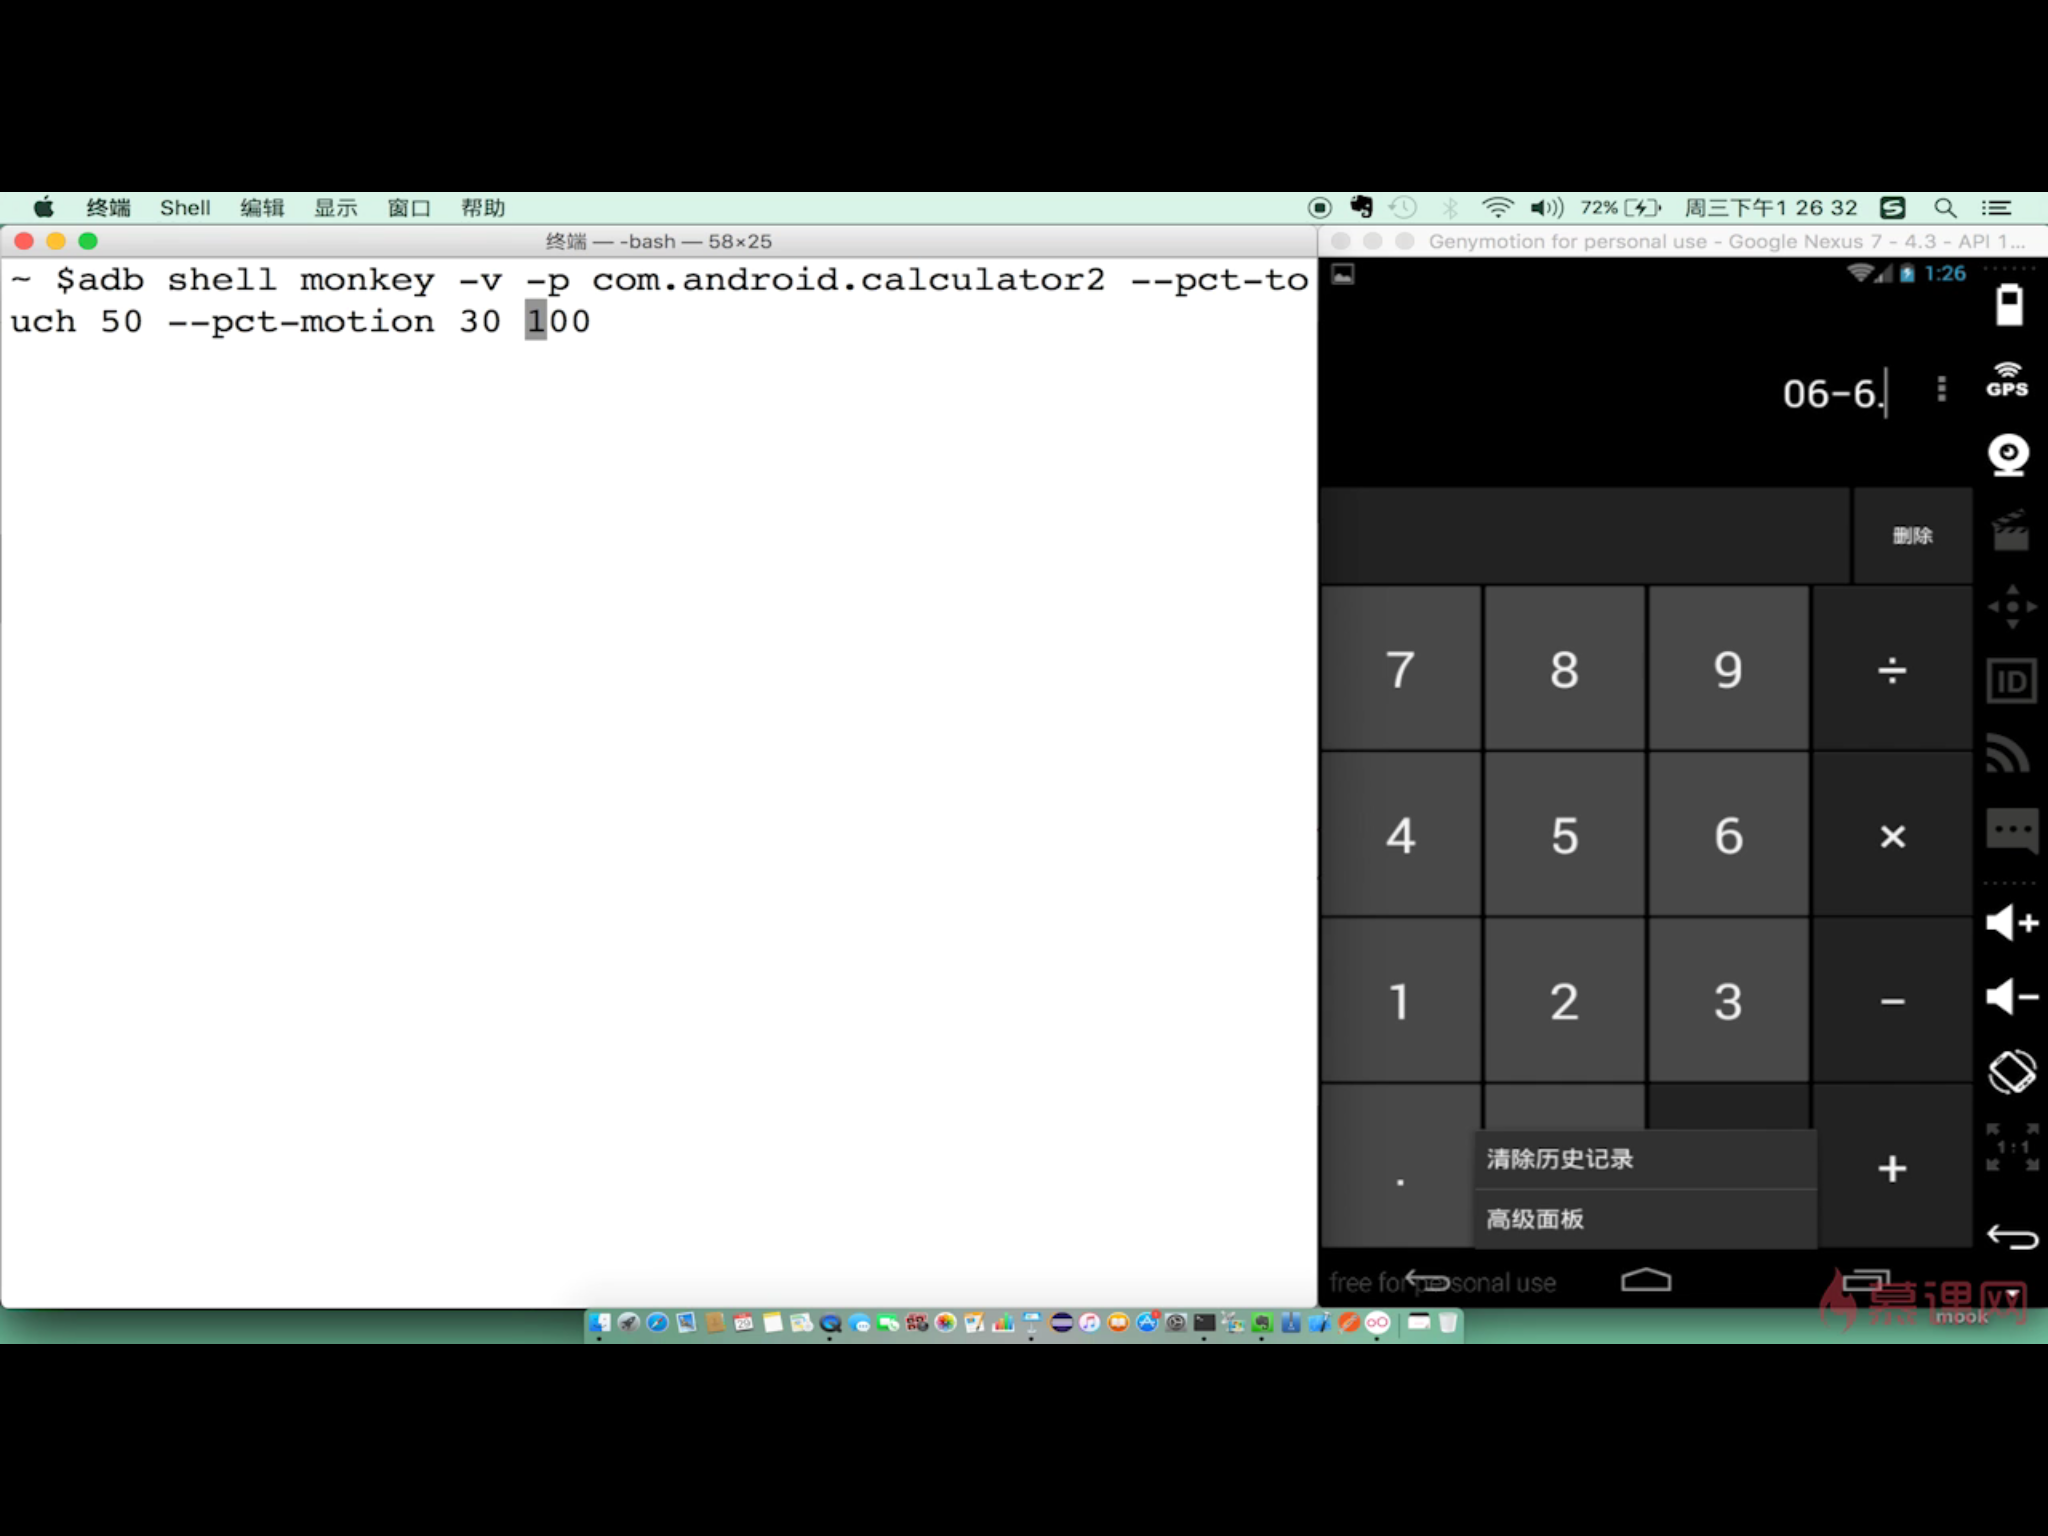 终端 Shell 编辑 显示 窗口 帮助 72% 周三下午1 26 32
终端 — -bash — 58×25
~ $adb shell monkey -v -p com.android.calculator2 --pct-to
uch 50 --pct-motion 30 100
Genymotion for personal use - Google Nexus 7 - 4.3 - API 1...
1:26
GPS
06−6.
删除
7 8 9 ÷
ID
4 5 6 ×
1 2 3 −
1:1
. +
清除历史记录
高级面板
free for personal use
慕课网
mook